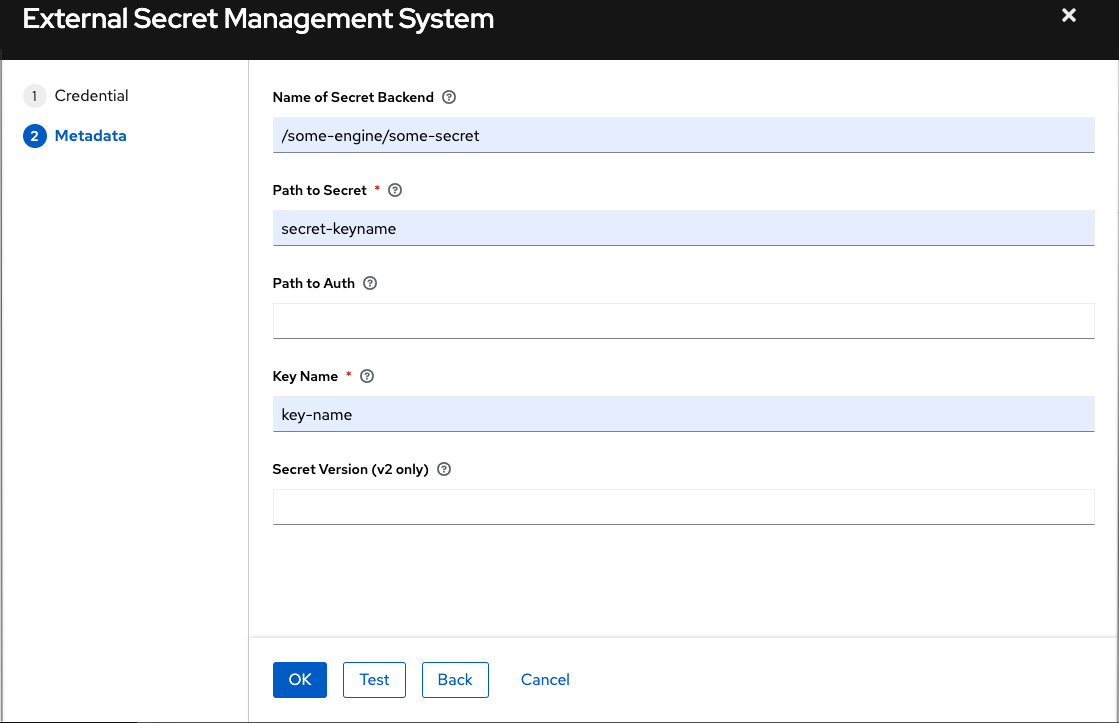 External Secret Management System
1 Credential
2 Metadata
Name of Secret Backend
/some-engine/some-secret
Path to Secret *
secret-keyname
Path to Auth
Key Name *
key-name
Secret Version (v2 only)
OK Test Back Cancel